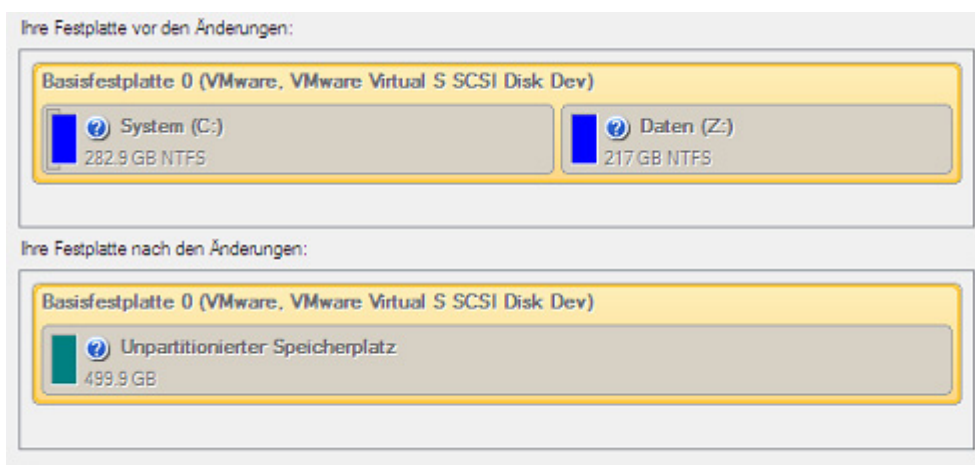 Ihre Festplatte vor den Änderungen:
Basisfestplatte 0 (VMware, VMware Virtual S SCSI Disk Dev)
System (C:)
282.9 GB NTFS
Daten (Z:)
217 GB NTFS
Ihre Festplatte nach den Änderungen:
Basisfestplatte 0 (VMware, VMware Virtual S SCSI Disk Dev)
Unpartitionierter Speicherplatz
499.9 GB